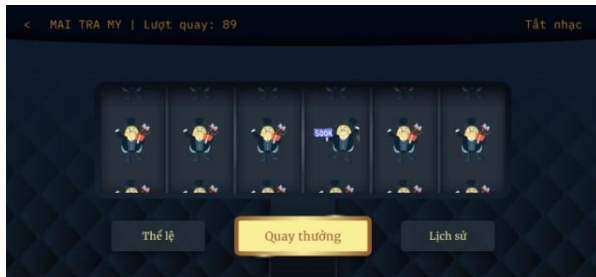 < MAI TRA MY | Lượt quay: 89
Tắt nhạc
500K
Thể lệ
Quay thưởng
Lịch sử